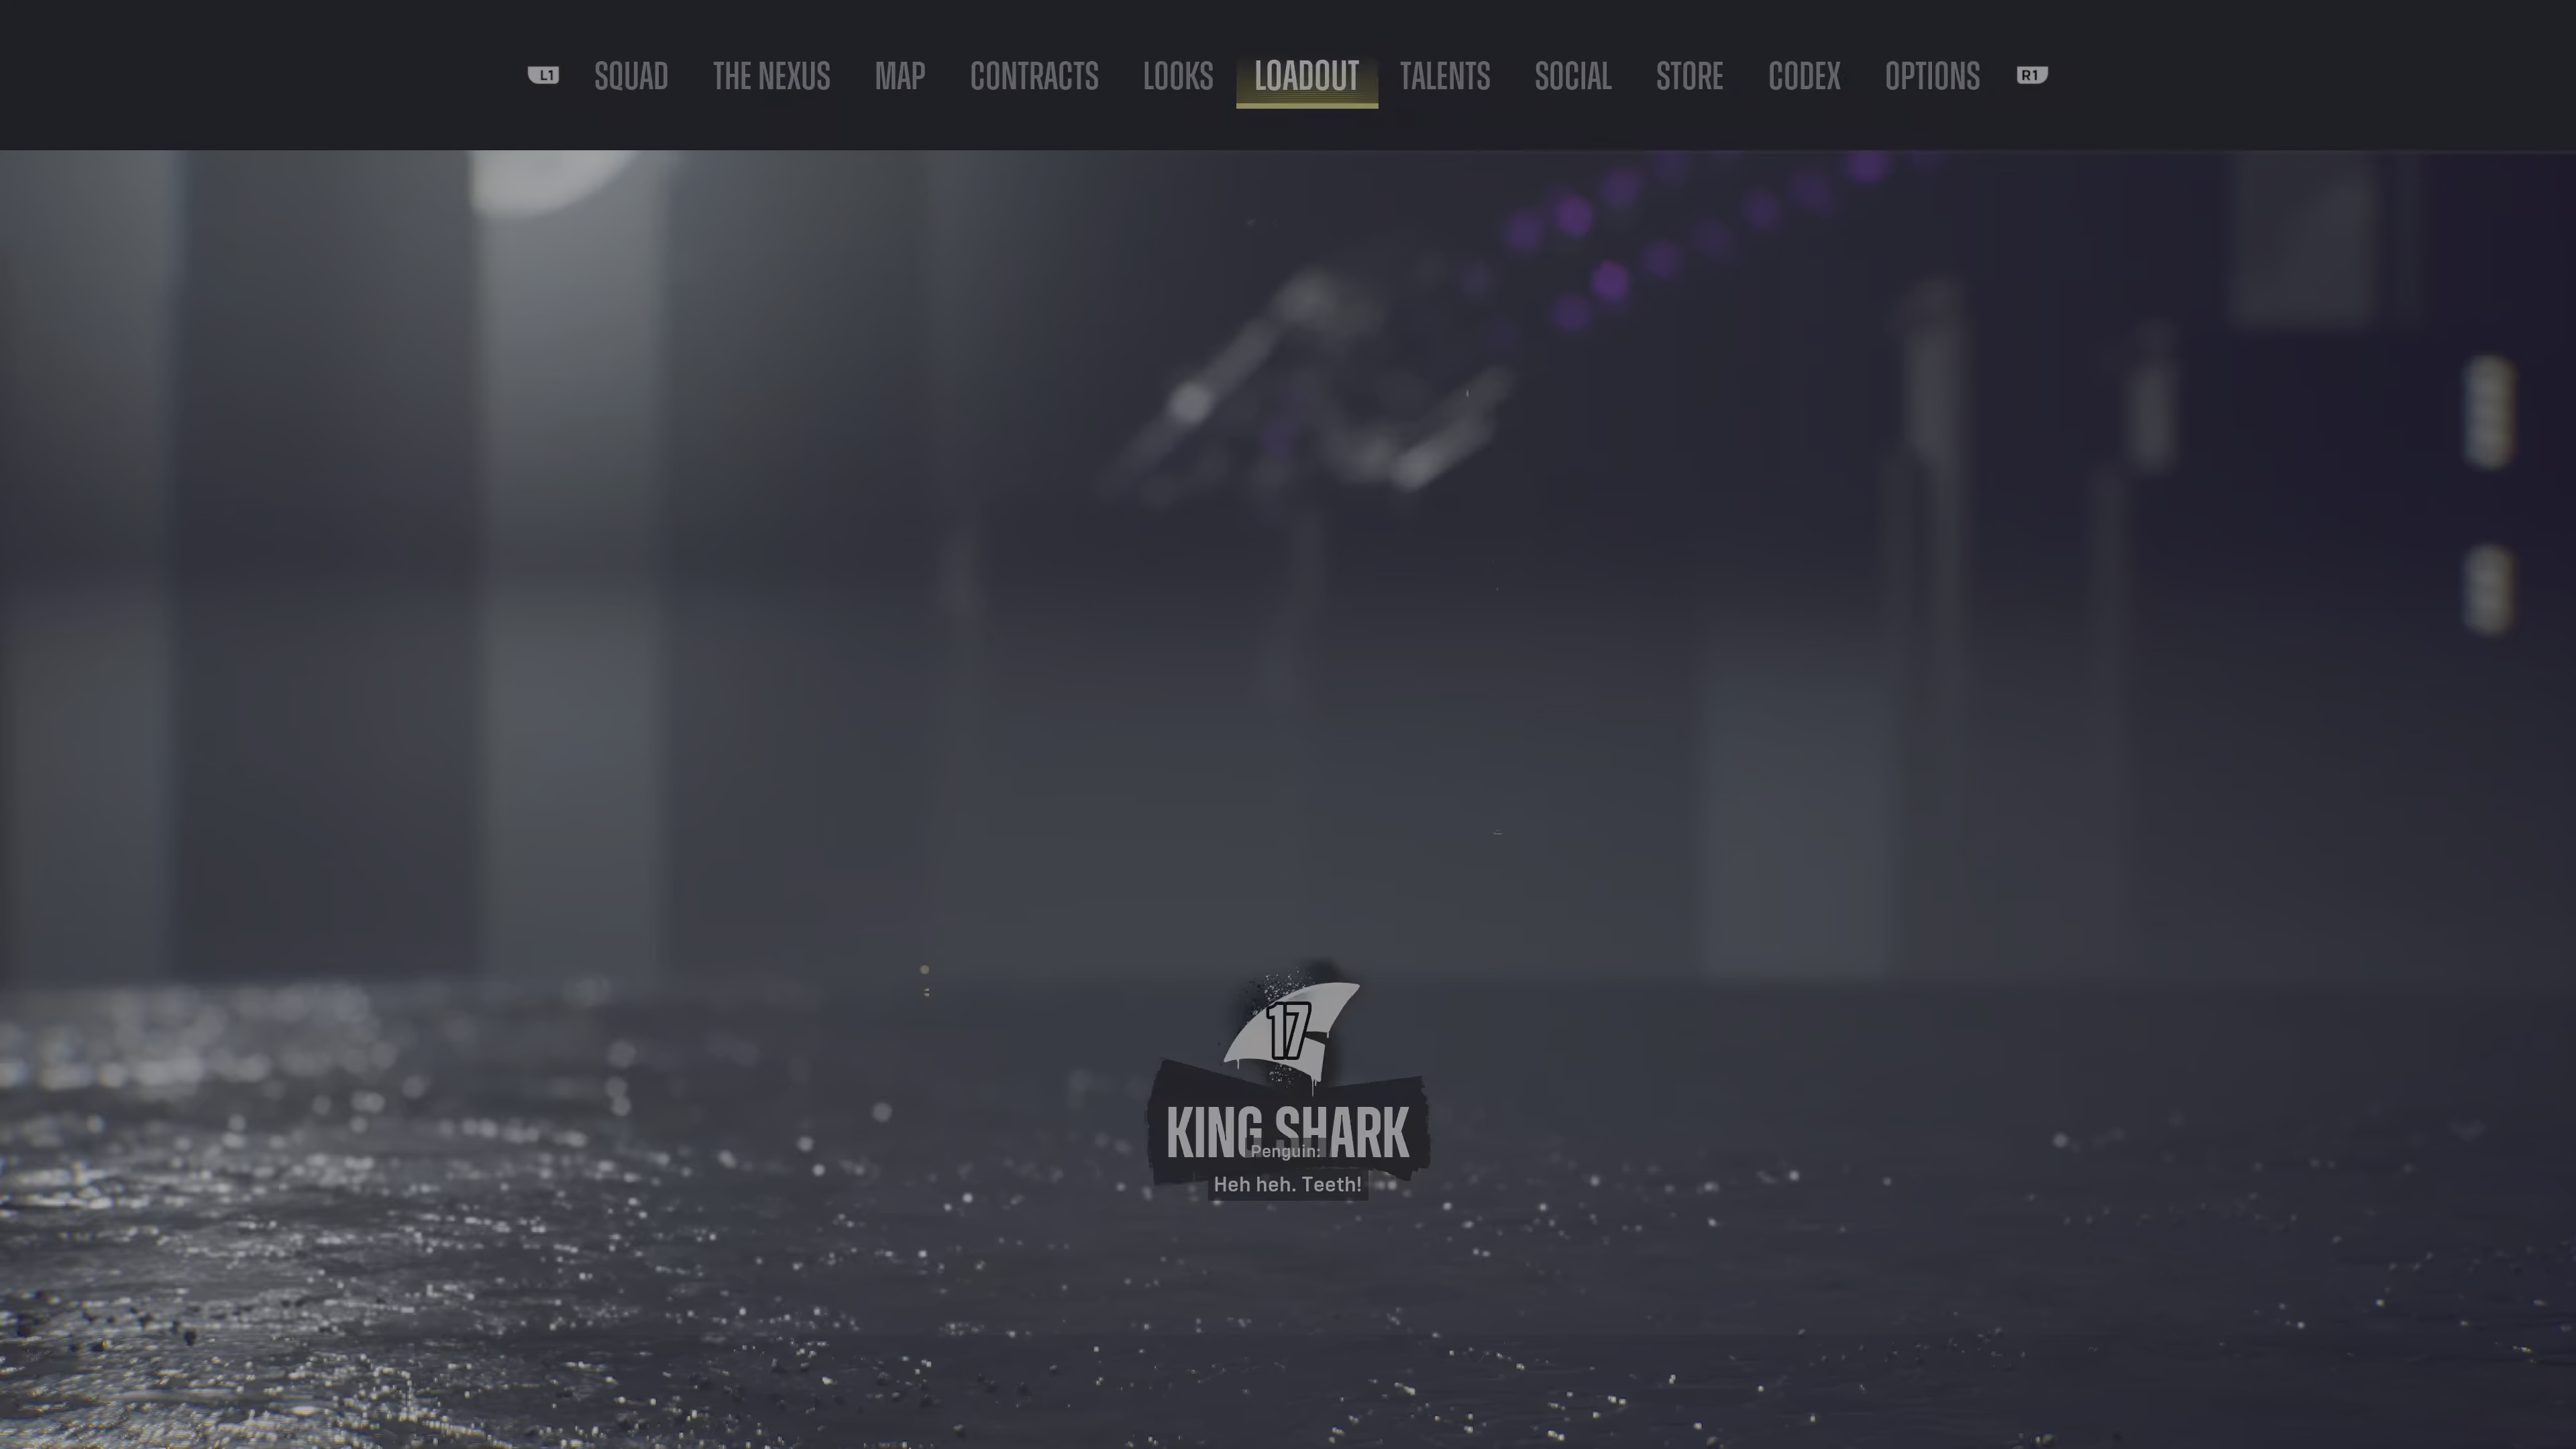 L1 SQUAD THE NEXUS MAP CONTRACTS LOOKS LOADOUT TALENTS SOCIAL STORE CODEX OPTIONS R1
17
KING SHARK
Penguin:
Heh heh. Teeth!